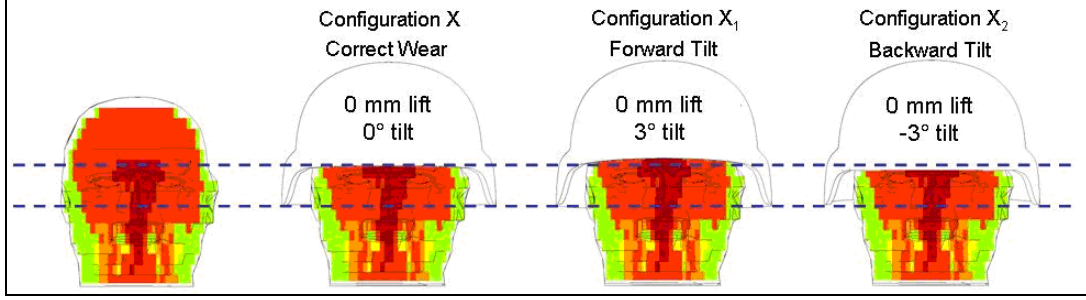 Configuration X
Correct Wear
0 mm lift
0° tilt
Configuration X₁
Forward Tilt
0 mm lift
3° tilt
Configuration X₂
Backward Tilt
0 mm lift
-3° tilt